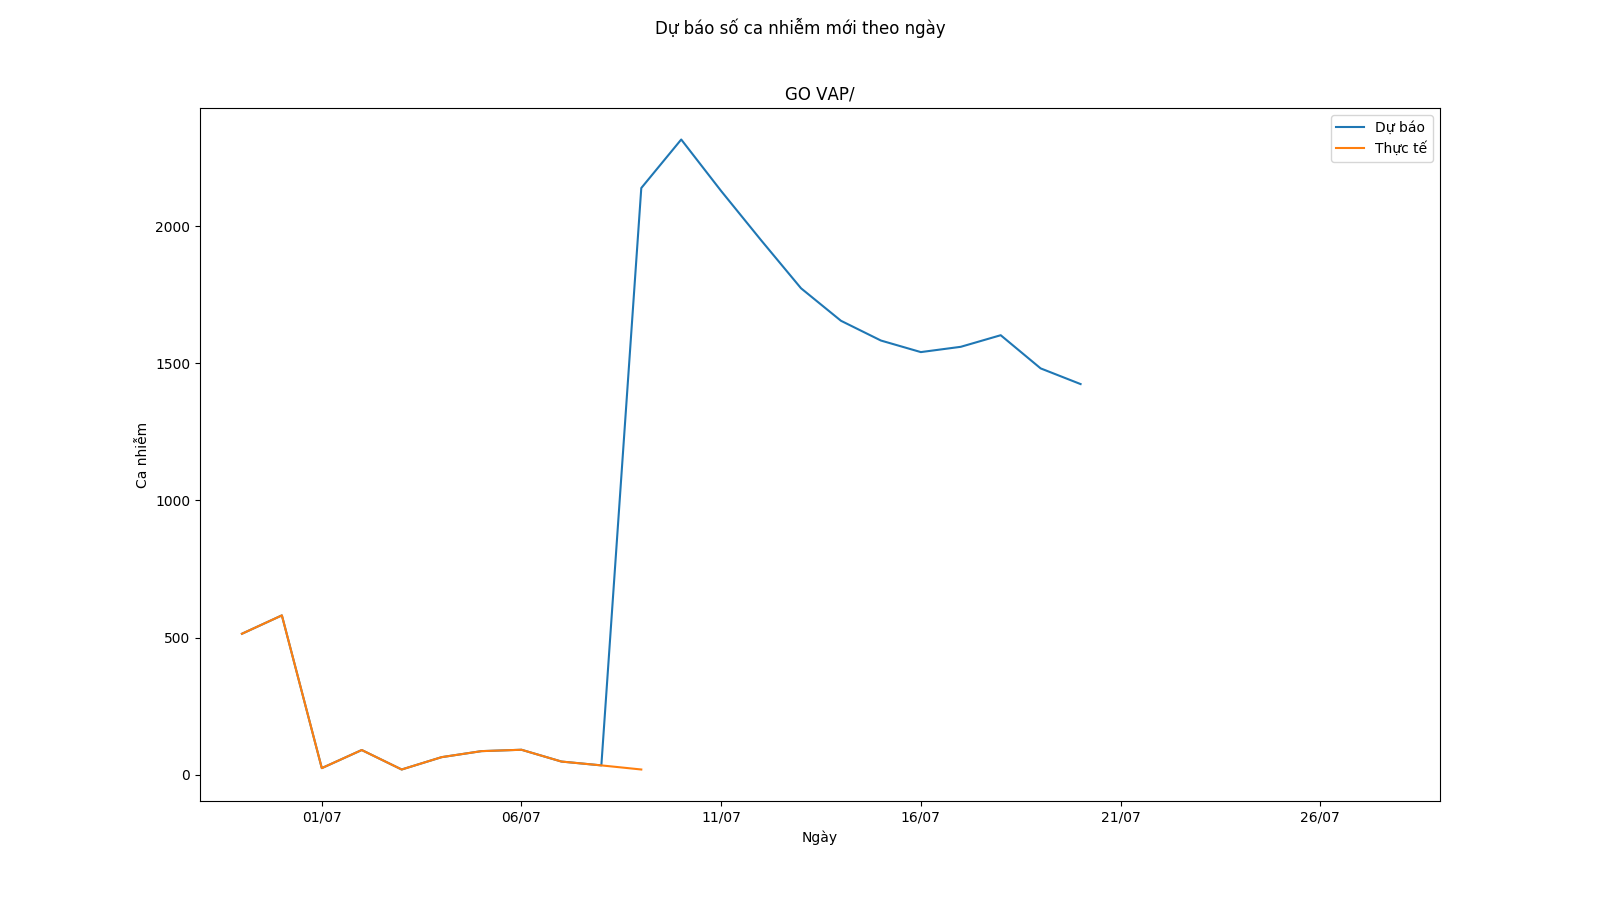 Dự báo số ca nhiễm mới theo ngày
GO VAP/
Dự báo
Thực tế
2000
1500
1000
500
0
Ca nhiễm
01/07
06/07
11/07
16/07
21/07
26/07
Ngày